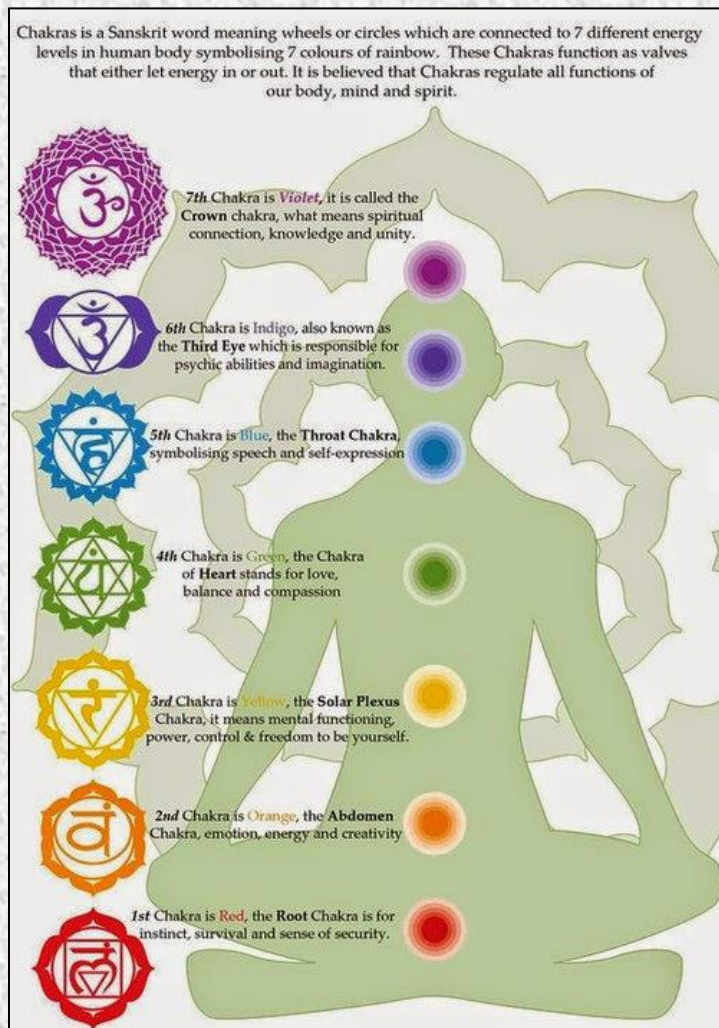 Chakras is a Sanskrit word meaning wheels or circles which are connected to 7 different energy
levels in human body symbolising 7 colours of rainbow. These Chakras function as valves
that either let energy in or out. It is believed that Chakras regulate all functions of
our body, mind and spirit.
ॐ
7th Chakra is Violet, it is called the
Crown chakra, what means spiritual
connection, knowledge and unity.
6th Chakra is Indigo, also known as
the Third Eye which is responsible for
psychic abilities and imagination.
हं
5th Chakra is Blue, the Throat Chakra,
symbolising speech and self-expression
यं
4th Chakra is Green, the Chakra
of Heart stands for love,
balance and compassion
रं
3rd Chakra is Yellow, the Solar Plexus
Chakra, it means mental functioning,
power, control & freedom to be yourself.
वं
2nd Chakra is Orange, the Abdomen
Chakra, emotion, energy and creativity
लं
1st Chakra is Red, the Root Chakra is for
instinct, survival and sense of security.